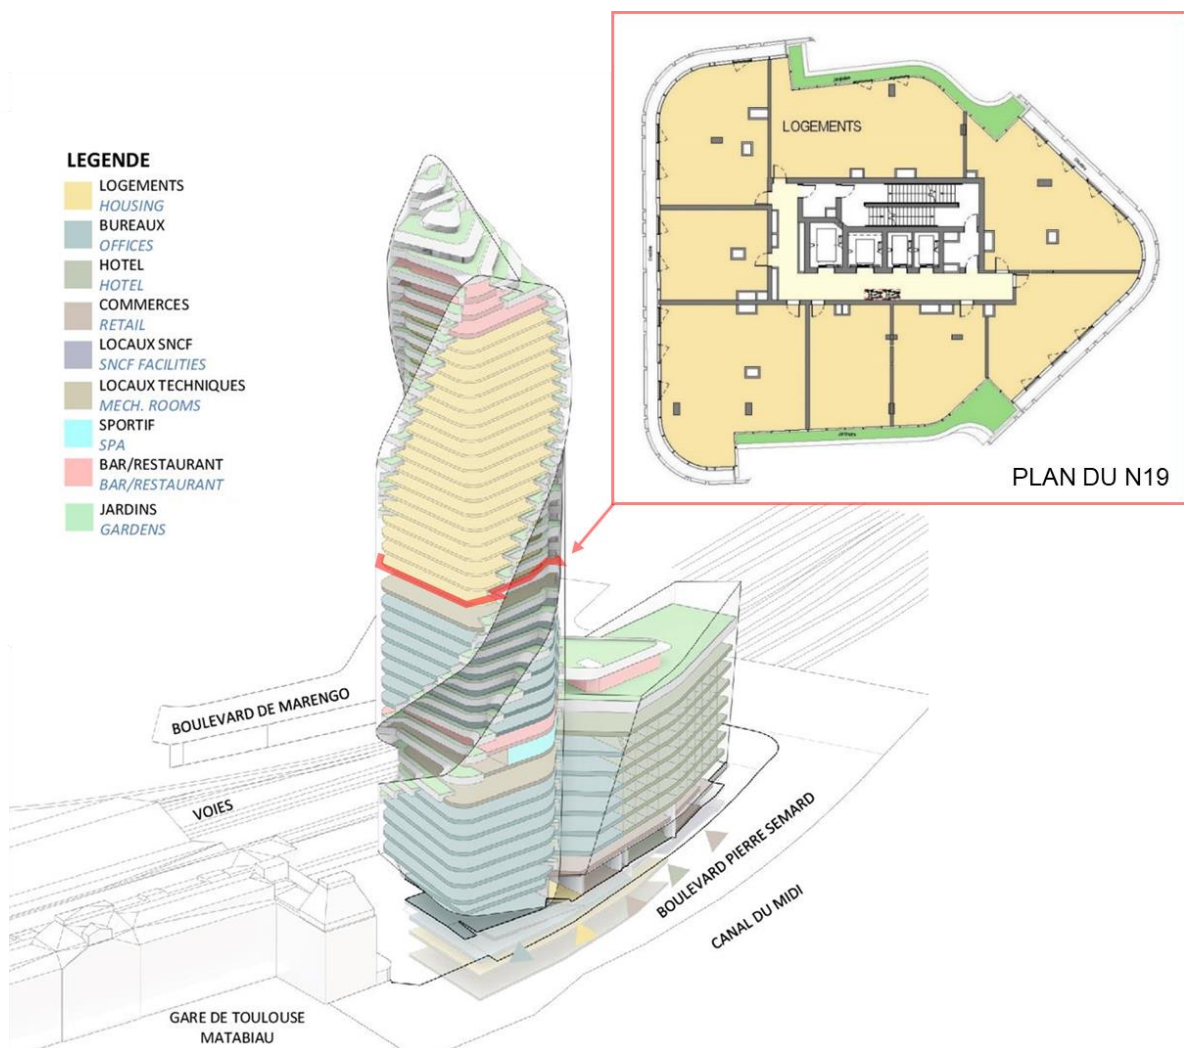 LEGENDE
LOGEMENTS
HOUSING
BUREAUX
OFFICES
HOTEL
HOTEL
COMMERCES
RETAIL
LOCAUX SNCF
SNCF FACILITIES
LOCAUX TECHNIQUES
MECH. ROOMS
SPORTIF
SPA
BAR/RESTAURANT
BAR/RESTAURANT
JARDINS
GARDENS
LOGEMENTS
PLAN DU N19
BOULEVARD DE MARENGO
VOIES
BOULEVARD PIERRE SEMARD
CANAL DU MIDI
GARE DE TOULOUSE
MATABIAU